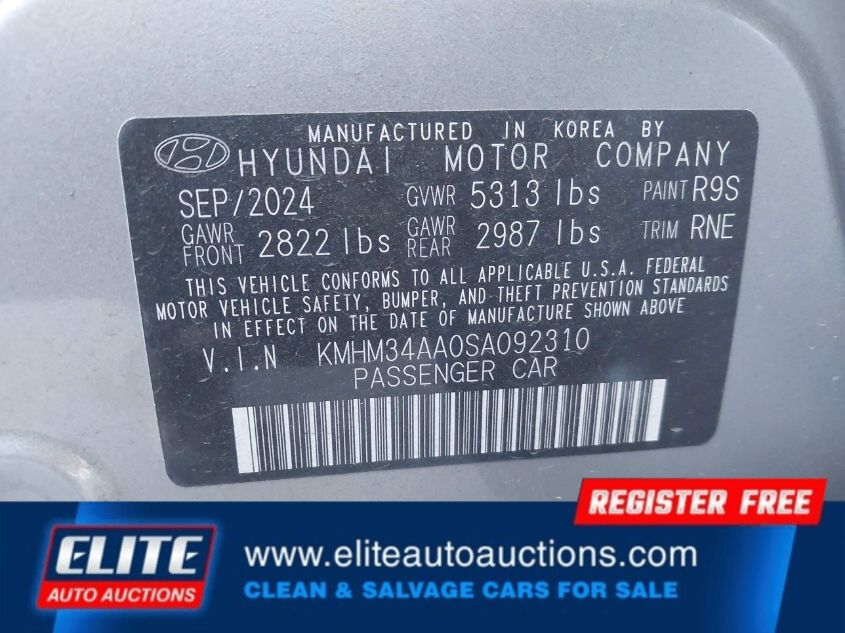 MANUFACTURED IN KOREA BY
HYUNDAI MOTOR COMPANY
SEP/2024 GVWR 5313 lbs PAINT R9S
GAWR FRONT 2822 lbs GAWR REAR 2987 lbs TRIM RNE
THIS VEHICLE CONFORMS TO ALL APPLICABLE U.S.A. FEDERAL
MOTOR VEHICLE SAFETY, BUMPER, AND THEFT PREVENTION STANDARDS
IN EFFECT ON THE DATE OF MANUFACTURE SHOWN ABOVE
V.I.N KMHM34AA0SA092310
PASSENGER CAR
REGISTER FREE
ELITE
AUTO AUCTIONS
www.eliteautoauctions.com
CLEAN & SALVAGE CARS FOR SALE